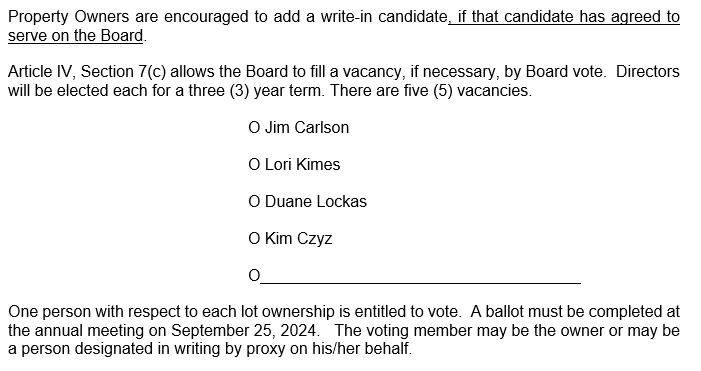 Property Owners are encouraged to add a write-in candidate, if that candidate has agreed to
serve on the Board.
Article IV, Section 7(c) allows the Board to fill a vacancy, if necessary, by Board vote.  Directors
will be elected each for a three (3) year term. There are five (5) vacancies.
O Jim Carlson
O Lori Kimes
O Duane Lockas
O Kim Czyz
O
One person with respect to each lot ownership is entitled to vote.  A ballot must be completed at
the annual meeting on September 25, 2024.   The voting member may be the owner or may be
a person designated in writing by proxy on his/her behalf.